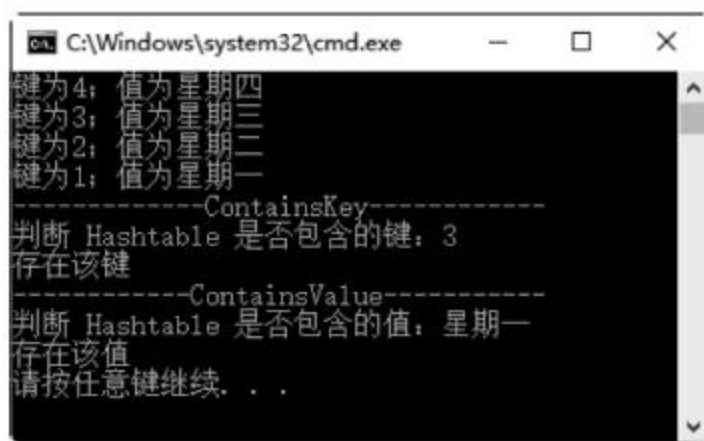 C:\Windows\system32\cmd.exe
键为4；值为星期四
键为3；值为星期三
键为2；值为星期二
键为1；值为星期一
-------------ContainsKey------------
判断 Hashtable 是否包含的键：3
存在该键
------------ContainsValue-----------
判断 Hashtable 是否包含的值：星期一
存在该值
请按任意键继续. . .